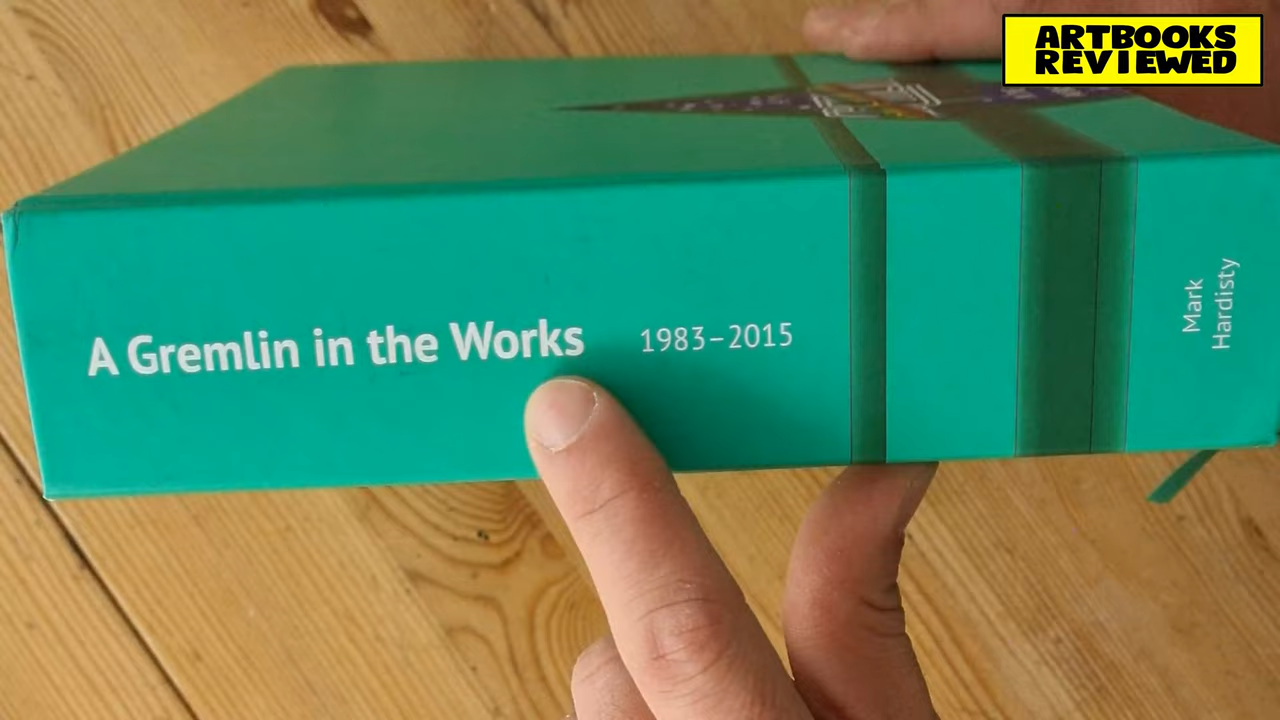 ARTBOOKS
REVIEWED
A Gremlin in the Works 1983–2015
Mark
Hardisty